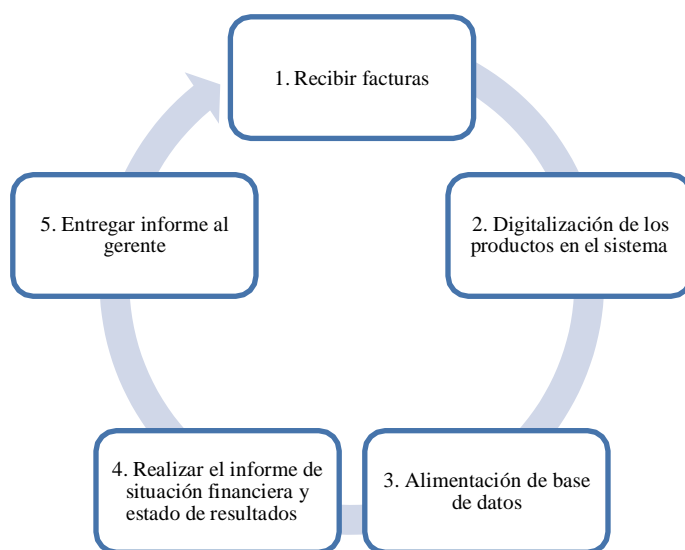 1. Recibir facturas
2. Digitalización de los
productos en el sistema
3. Alimentación de base
de datos
4. Realizar el informe de
situación financiera y
estado de resultados
5. Entregar informe al
gerente